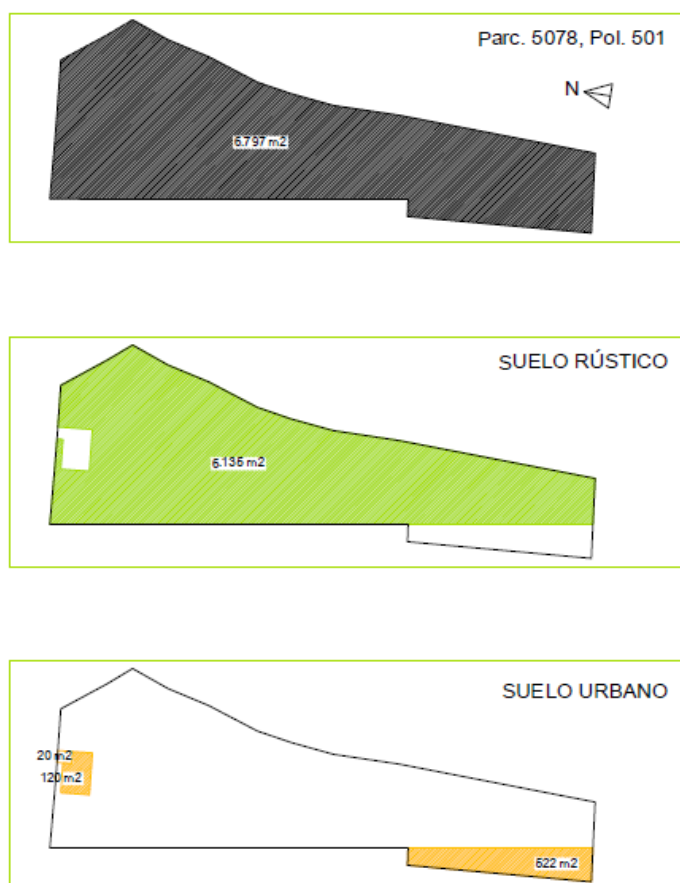 Parc. 5078, Pol. 501
N
6.797 m2
SUELO RÚSTICO
6.135 m2
SUELO URBANO
20 m2
120 m2
522 m2